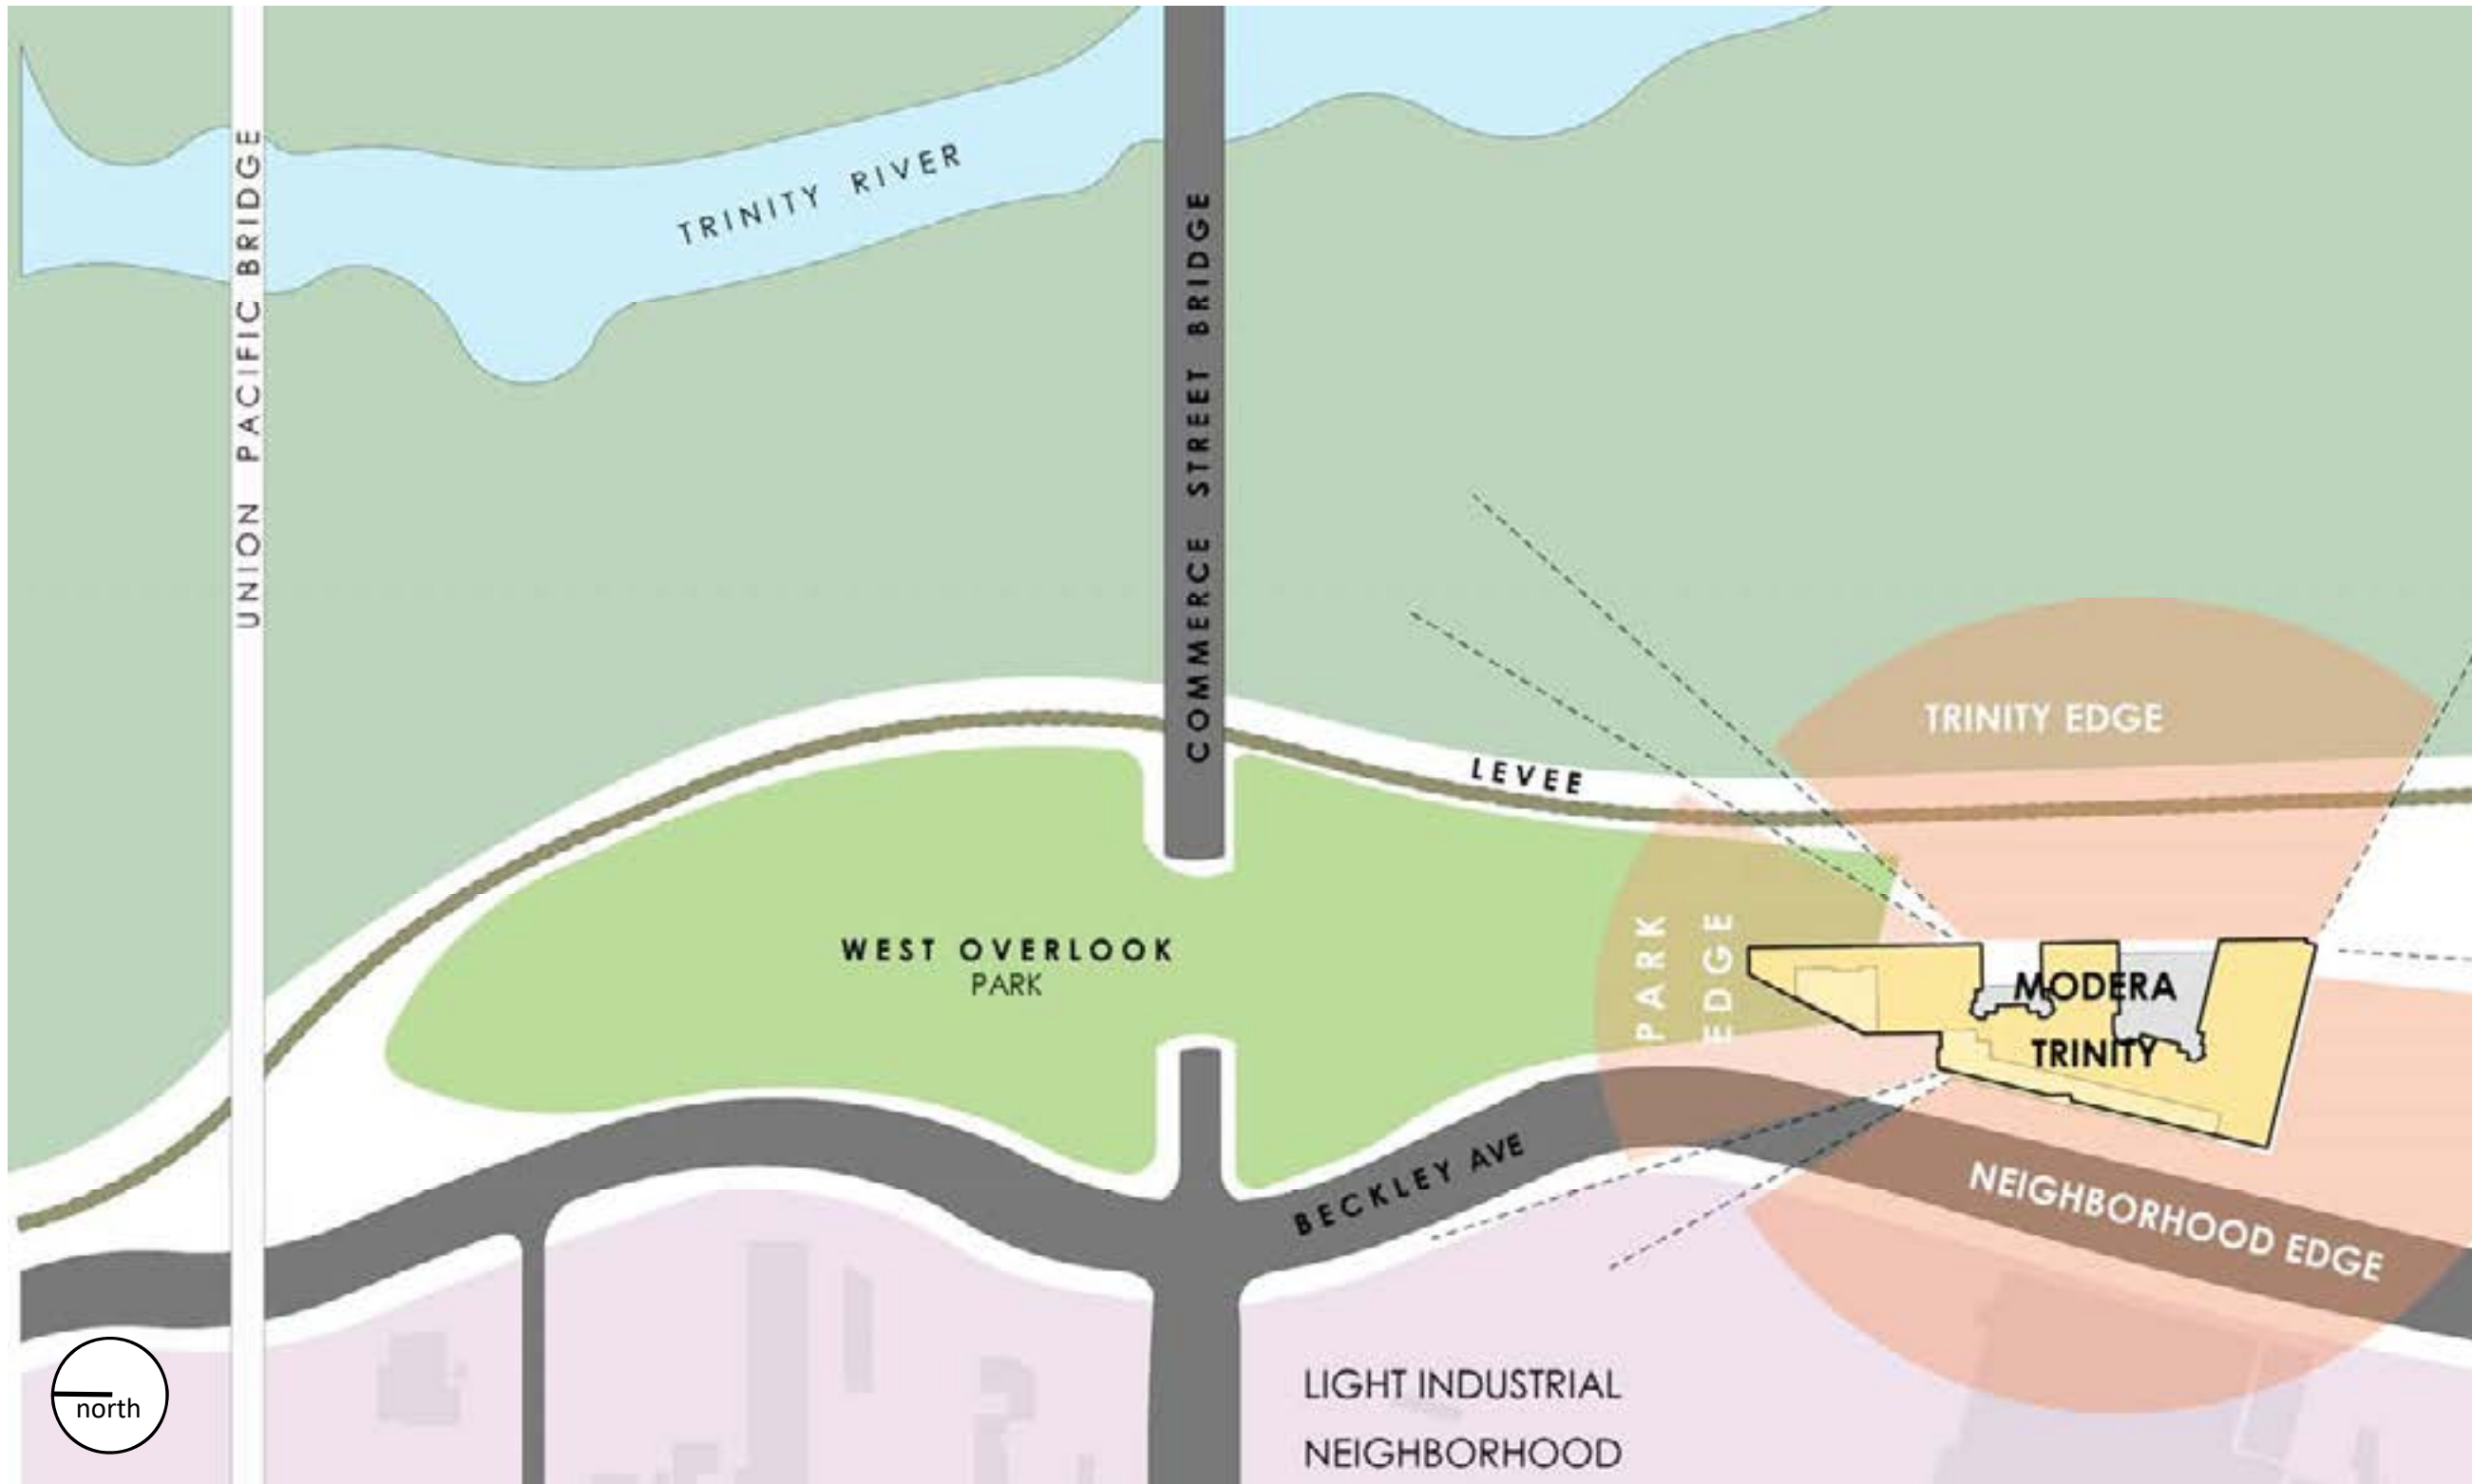 UNION PACIFIC BRIDGE
TRINITY RIVER
COMMERCE STREET BRIDGE
TRINITY EDGE
LEVEE
WEST OVERLOOK
PARK
PARK
EDGE
MODERA
TRINITY
BECKLEY AVE
NEIGHBORHOOD EDGE
LIGHT INDUSTRIAL
NEIGHBORHOOD
north